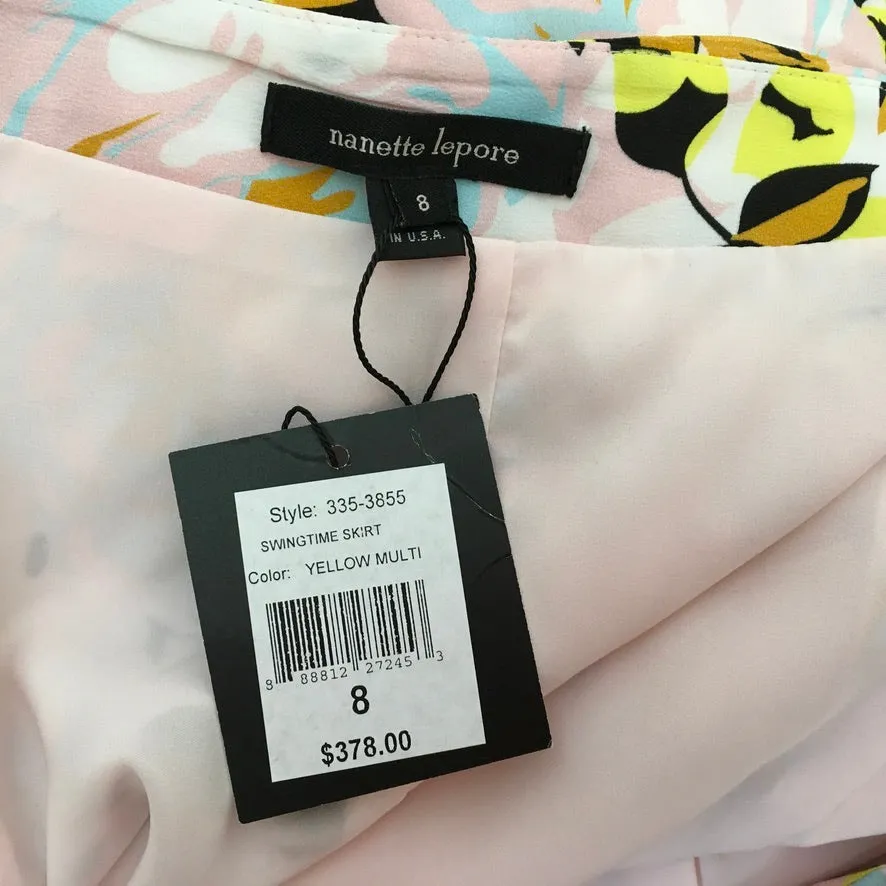 nanette lepore
8
IN U.S.A.
Style: 335-3855
SWINGTIME SKIRT
Color: YELLOW MULTI
8 88812 27245 3
8
$378.00